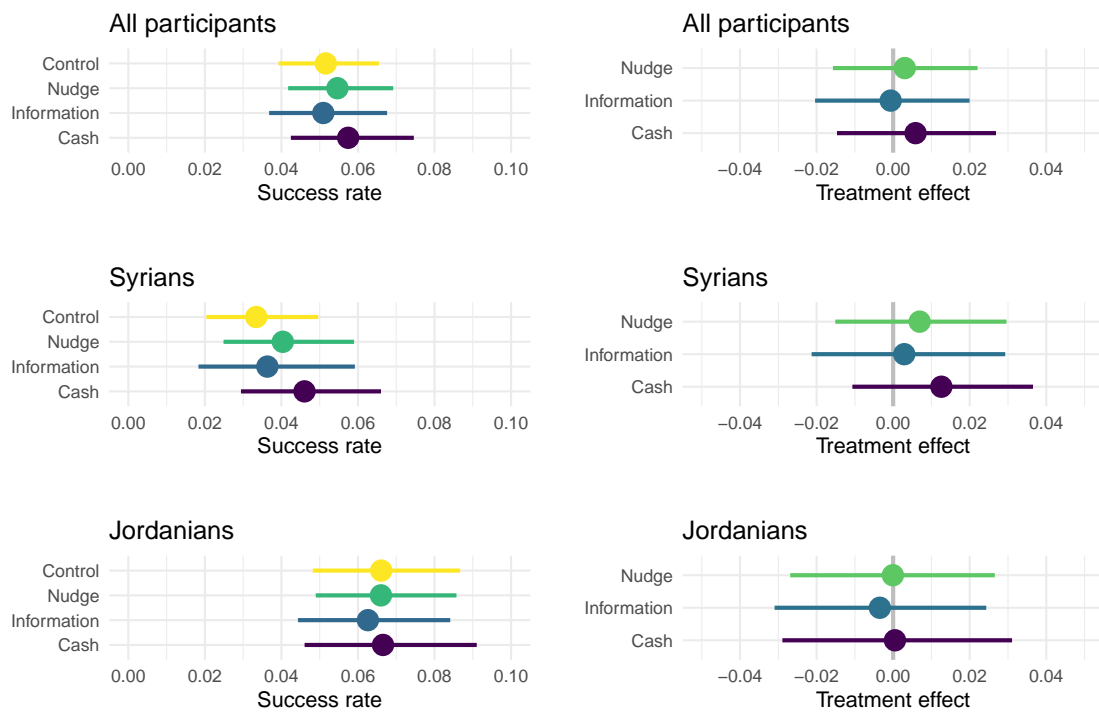 All participants
Control
Nudge
Information
Cash
0.00 0.02 0.04 0.06 0.08 0.10
Success rate
All participants
Nudge
Information
Cash
−0.04 −0.02 0.00 0.02 0.04
Treatment effect
Syrians
Control
Nudge
Information
Cash
0.00 0.02 0.04 0.06 0.08 0.10
Success rate
Syrians
Nudge
Information
Cash
−0.04 −0.02 0.00 0.02 0.04
Treatment effect
Jordanians
Control
Nudge
Information
Cash
0.00 0.02 0.04 0.06 0.08 0.10
Success rate
Jordanians
Nudge
Information
Cash
−0.04 −0.02 0.00 0.02 0.04
Treatment effect